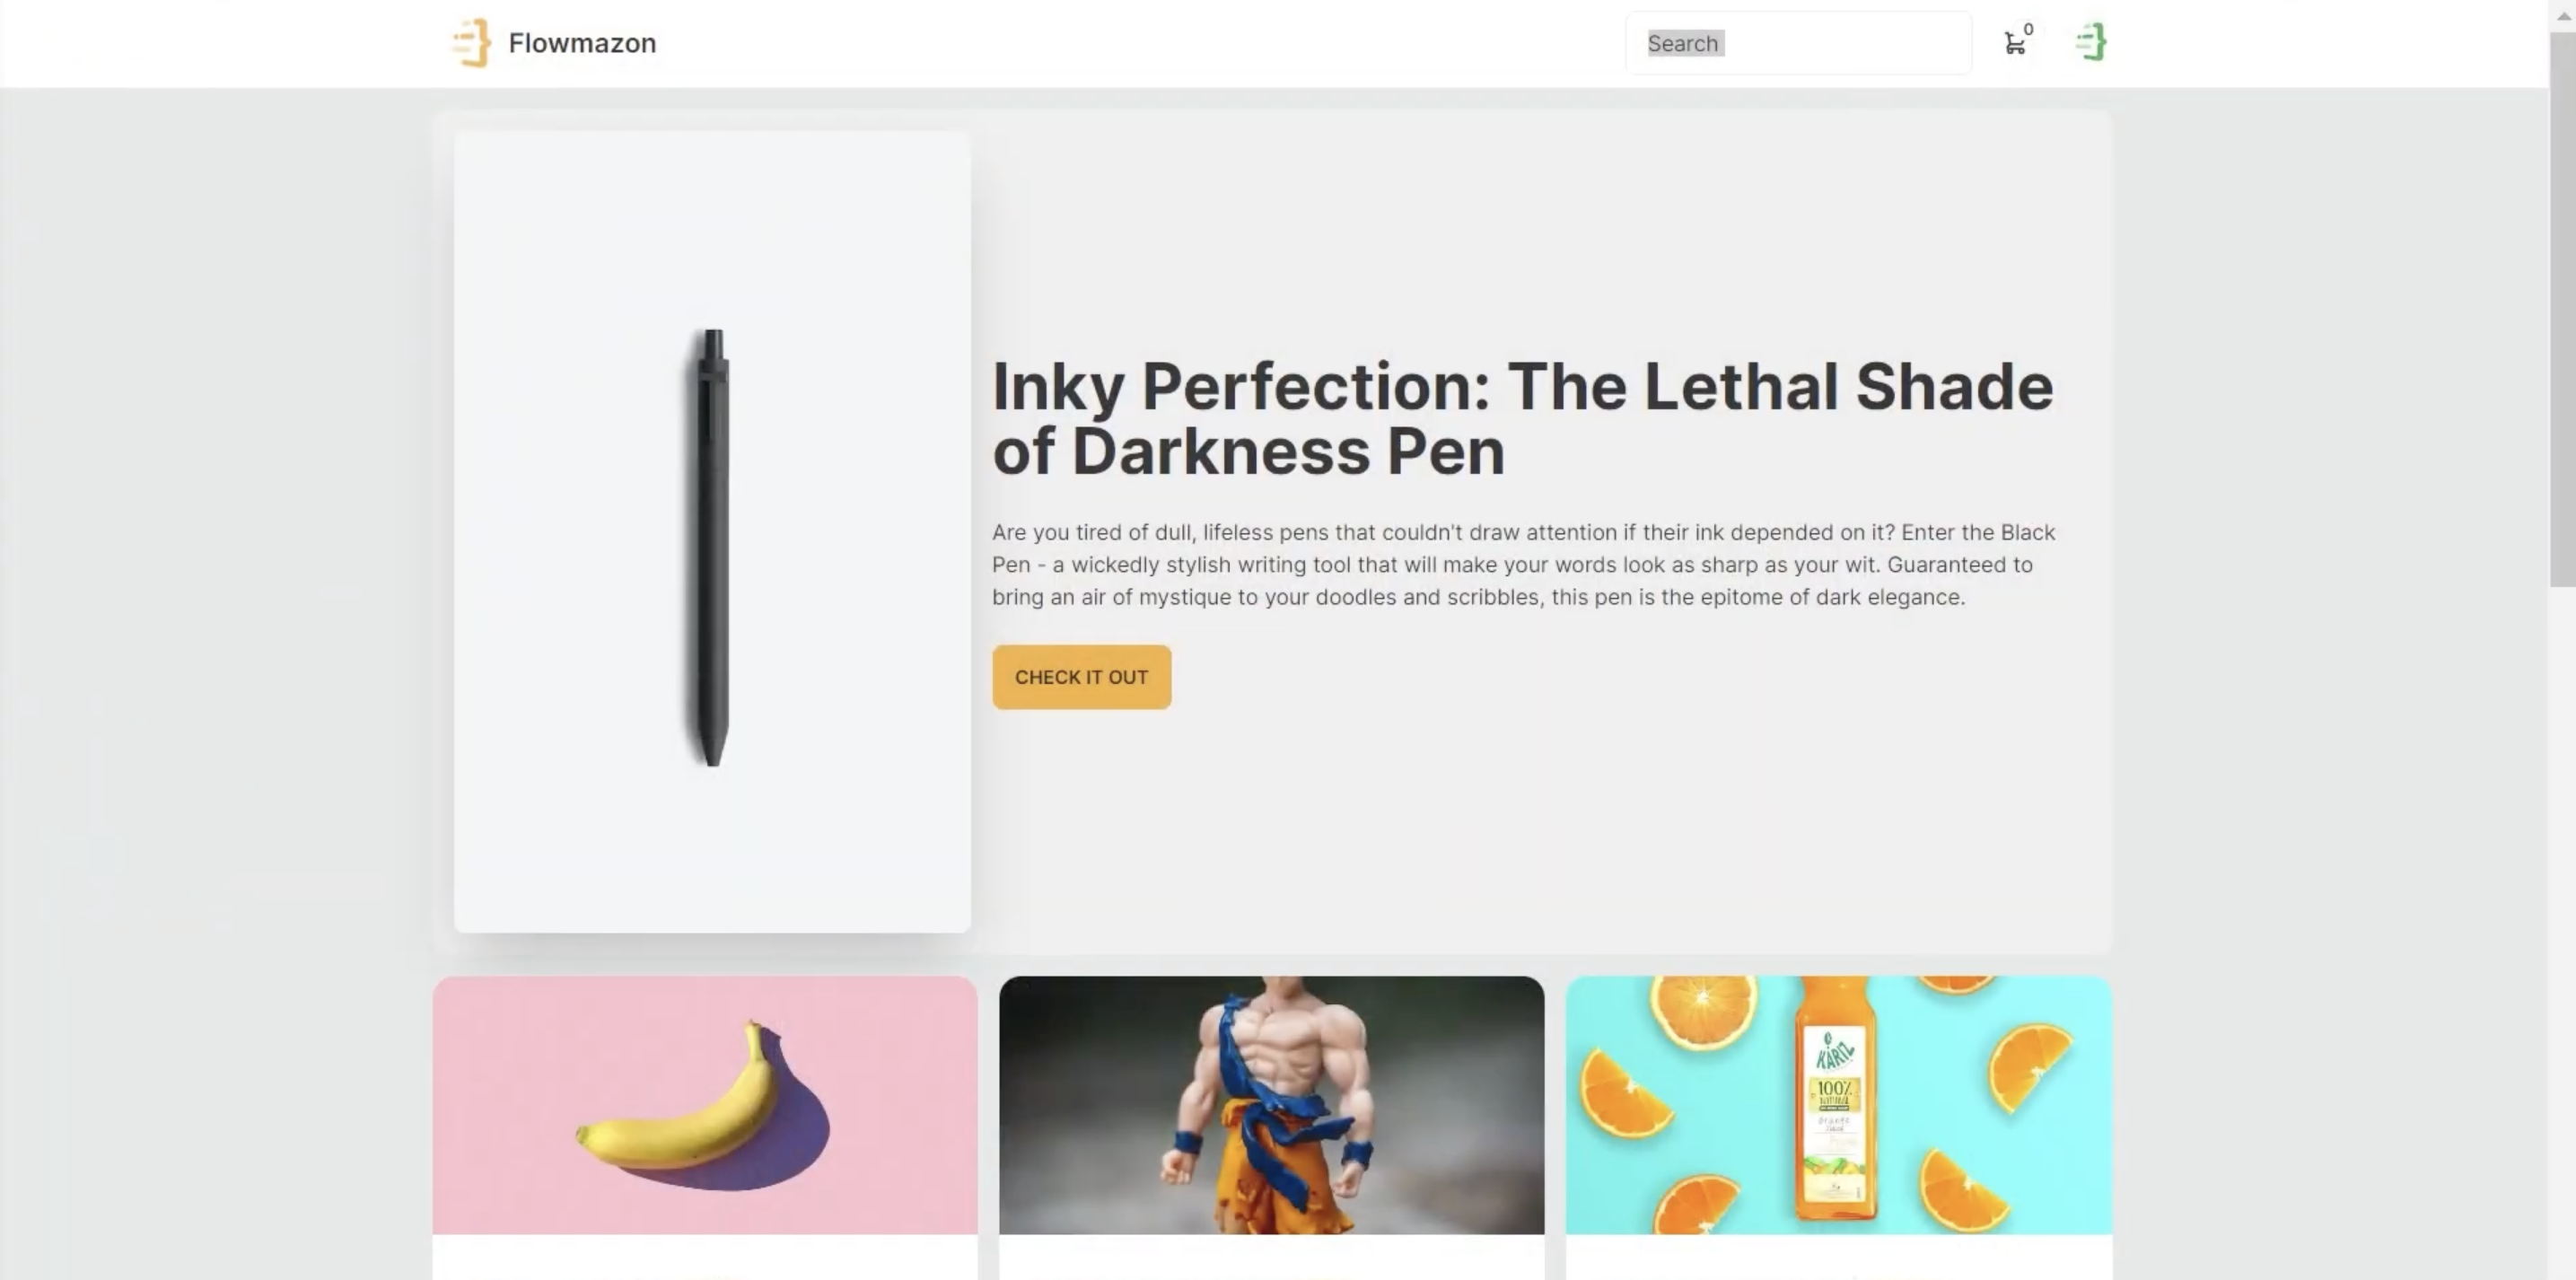 Flowmazon
Search
0
Inky Perfection: The Lethal Shade
of Darkness Pen
Are you tired of dull, lifeless pens that couldn't draw attention if their ink depended on it? Enter the Black
Pen - a wickedly stylish writing tool that will make your words look as sharp as your wit. Guaranteed to
bring an air of mystique to your doodles and scribbles, this pen is the epitome of dark elegance.
CHECK IT OUT
KARIZ
100%
NATURAL